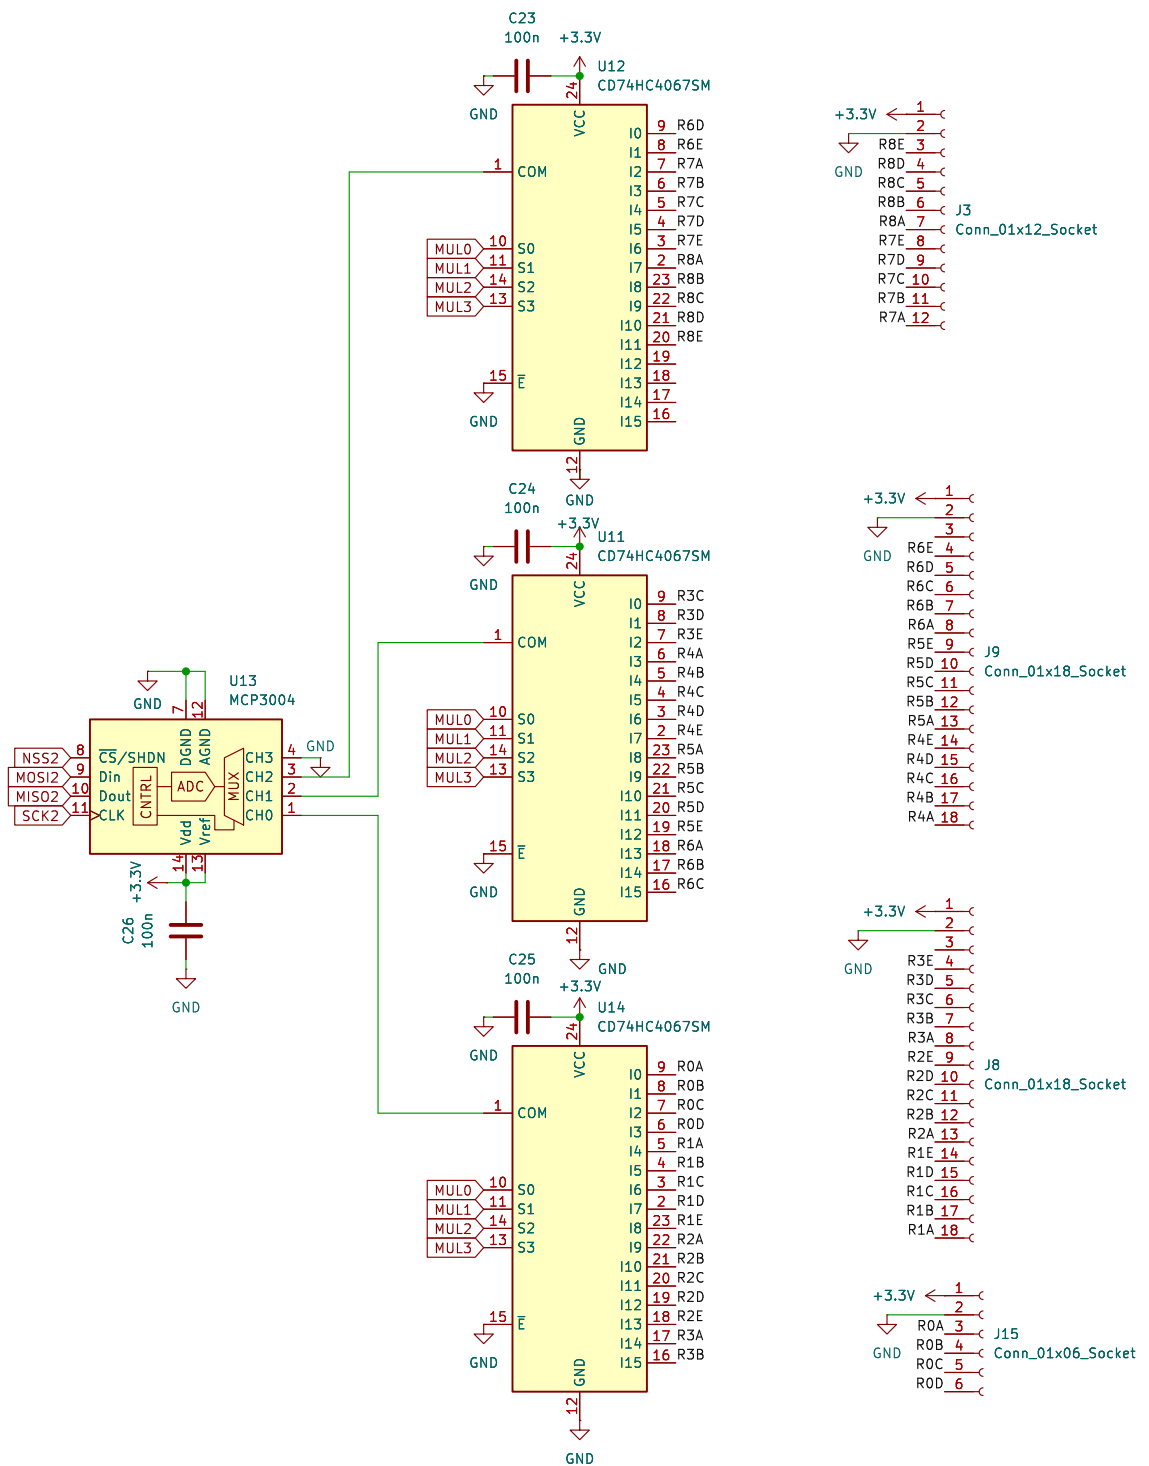 C23
100n
+3.3V
U12
CD74HC4067SM
GND
24
VCC
1 COM
MUL0 10 S0
MUL1 11 S1
MUL2 14 S2
MUL3 13 S3
15 E
GND
GND
12
GND
I0 9 R6D
I1 8 R6E
I2 7 R7A
I3 6 R7B
I4 5 R7C
I5 4 R7D
I6 3 R7E
I7 2 R8A
I8 23 R8B
I9 22 R8C
I10 21 R8D
I11 20 R8E
I12 19
I13 18
I14 17
I15 16
+3.3V 1
2
GND
R8E 3
R8D 4
R8C 5
R8B 6
R8A 7
R7E 8
R7D 9
R7C 10
R7B 11
R7A 12
J3
Conn_01x12_Socket
C24
100n
+3.3V
U11
CD74HC4067SM
GND
24
VCC
1 COM
MUL0 10 S0
MUL1 11 S1
MUL2 14 S2
MUL3 13 S3
15 E
GND
GND
12
GND
I0 9 R3C
I1 8 R3D
I2 7 R3E
I3 6 R4A
I4 5 R4B
I5 4 R4C
I6 3 R4D
I7 2 R4E
I8 23 R5A
I9 22 R5B
I10 21 R5C
I11 20 R5D
I12 19 R5E
I13 18 R6A
I14 17 R6B
I15 16 R6C
+3.3V 1
2
GND
3
R6E 4
R6D 5
R6C 6
R6B 7
R6A 8
R5E 9
R5D 10
R5C 11
R5B 12
R5A 13
R4E 14
R4D 15
R4C 16
R4B 17
R4A 18
J9
Conn_01x18_Socket
U13
MCP3004
GND
7
12
DGND
AGND
NSS2 8 CS/SHDN
MOSI2 9 Din
MISO2 10 Dout
SCK2 11 CLK
CNTRL
ADC
MUX
CH3 4 GND
CH2 3
CH1 2
CH0 1
Vdd
Vref
14
13
+3.3V
C26
100n
GND
C25
100n
+3.3V
U14
CD74HC4067SM
GND
24
VCC
1 COM
MUL0 10 S0
MUL1 11 S1
MUL2 14 S2
MUL3 13 S3
15 E
GND
GND
12
GND
I0 9 R0A
I1 8 R0B
I2 7 R0C
I3 6 R0D
I4 5 R1A
I5 4 R1B
I6 3 R1C
I7 2 R1D
I8 23 R1E
I9 22 R2A
I10 21 R2B
I11 20 R2C
I12 19 R2D
I13 18 R2E
I14 17 R3A
I15 16 R3B
+3.3V 1
2
GND
3
R3E 4
R3D 5
R3C 6
R3B 7
R3A 8
R2E 9
R2D 10
R2C 11
R2B 12
R2A 13
R1E 14
R1D 15
R1C 16
R1B 17
R1A 18
J8
Conn_01x18_Socket
+3.3V 1
2
GND
R0A 3
R0B 4
R0C 5
R0D 6
J15
Conn_01x06_Socket